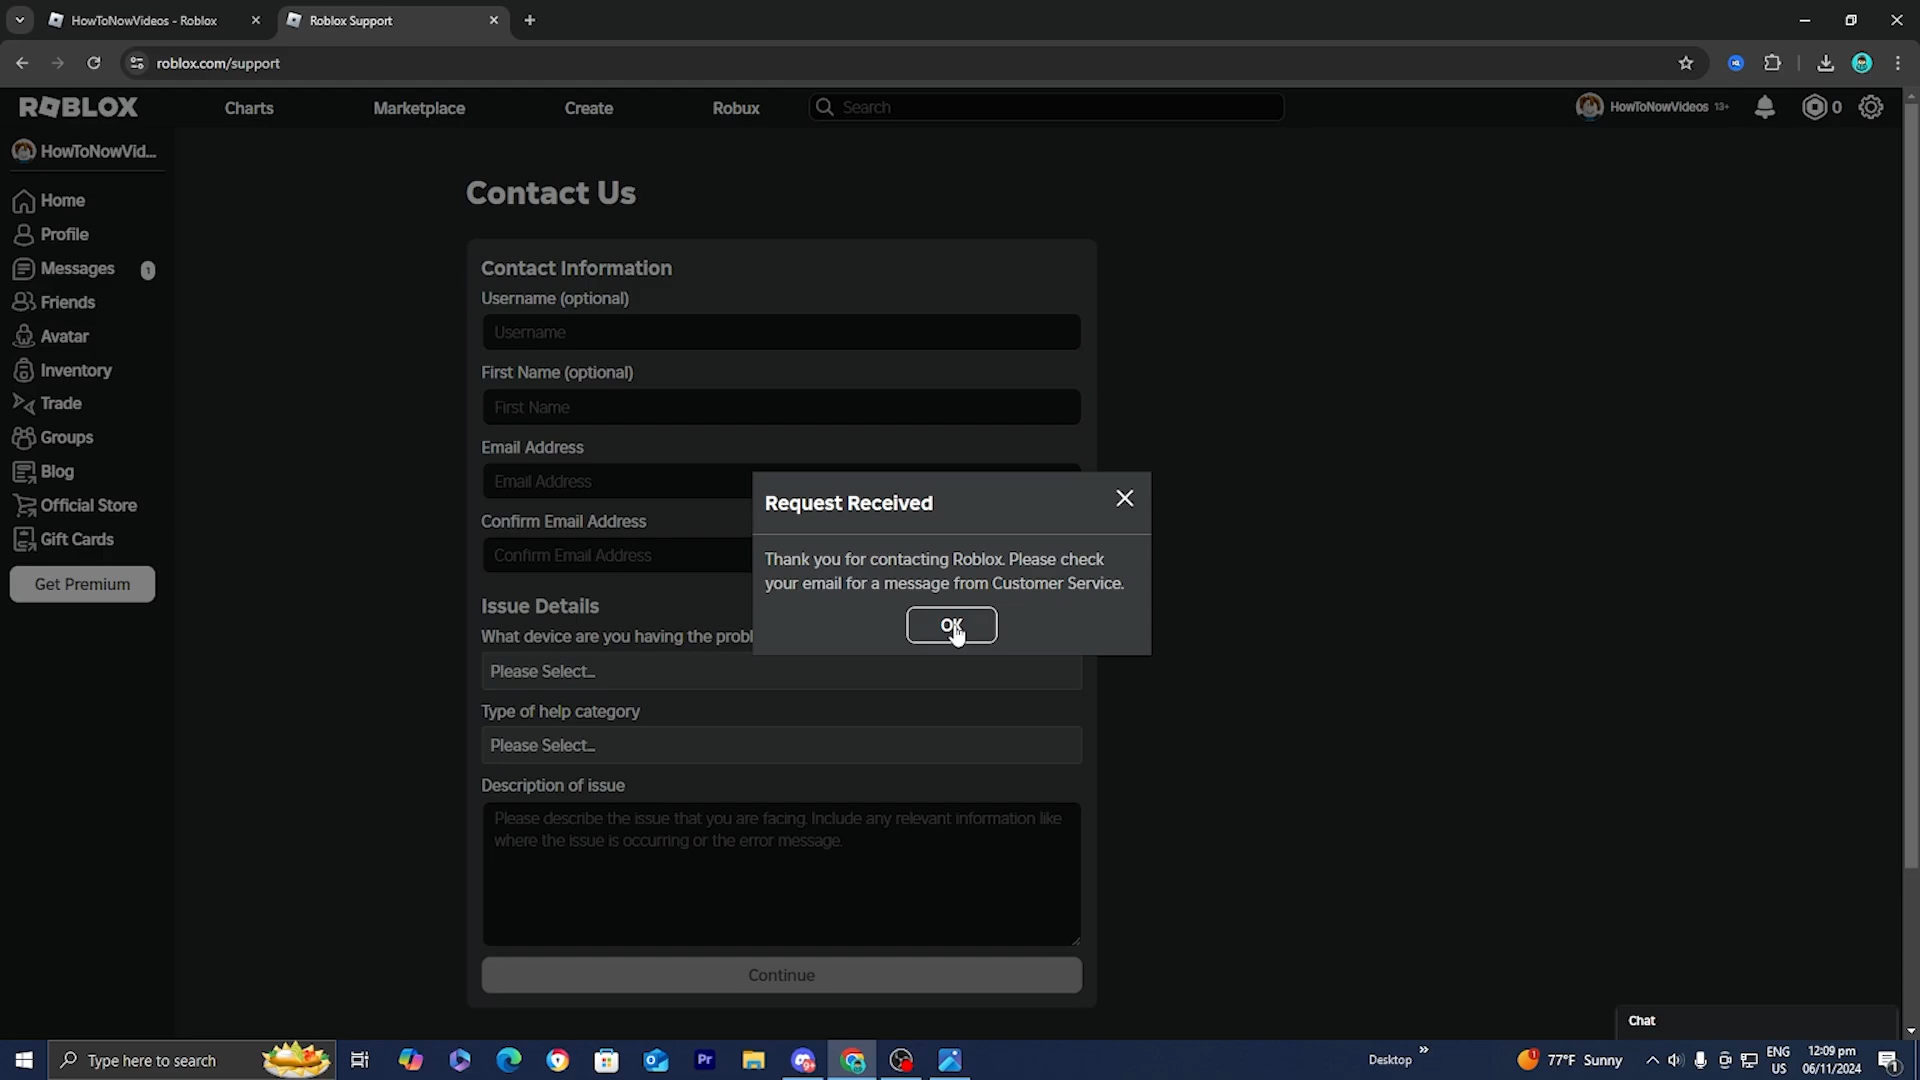 HowToNowVideos - Roblox
Roblox Support
roblox.com/support
ROBLOX
Charts
Marketplace
Create
Robux
Search
HowToNowVideos 13+
0
HowToNowVid...
Home
Profile
Messages
1
Friends
Avatar
Inventory
Trade
Groups
Blog
Official Store
Gift Cards
Get Premium
Contact Us
Contact Information
Username (optional)
Username
First Name (optional)
First Name
Email Address
Email Address
Confirm Email Address
Confirm Email Address
Issue Details
What device are you having the probl
Please Select...
Type of help category
Please Select...
Description of issue
Please describe the issue that you are facing. Include any relevant information like
where the issue is occurring or the error message.
Continue
Request Received
Thank you for contacting Roblox. Please check
your email for a message from Customer Service.
OK
Chat
Type here to search
Pr
Desktop
77°F Sunny
ENG
US
12:09 pm
06/11/2024
1